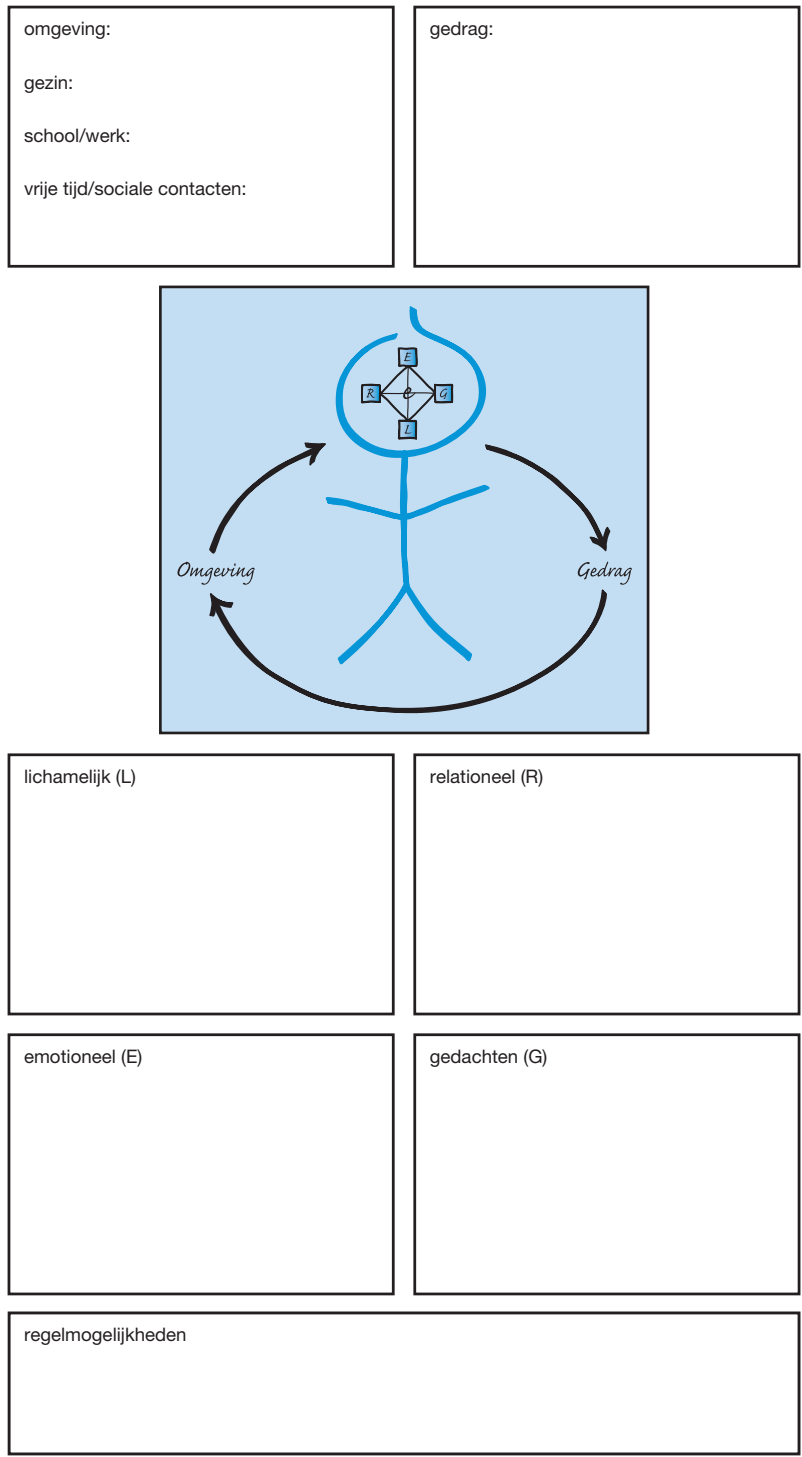 omgeving:
gezin:
school/werk:
vrije tijd/sociale contacten:
gedrag:
E
R e G
L
Omgeving
Gedrag
lichamelijk (L)
relationeel (R)
emotioneel (E)
gedachten (G)
regelmogelijkheden